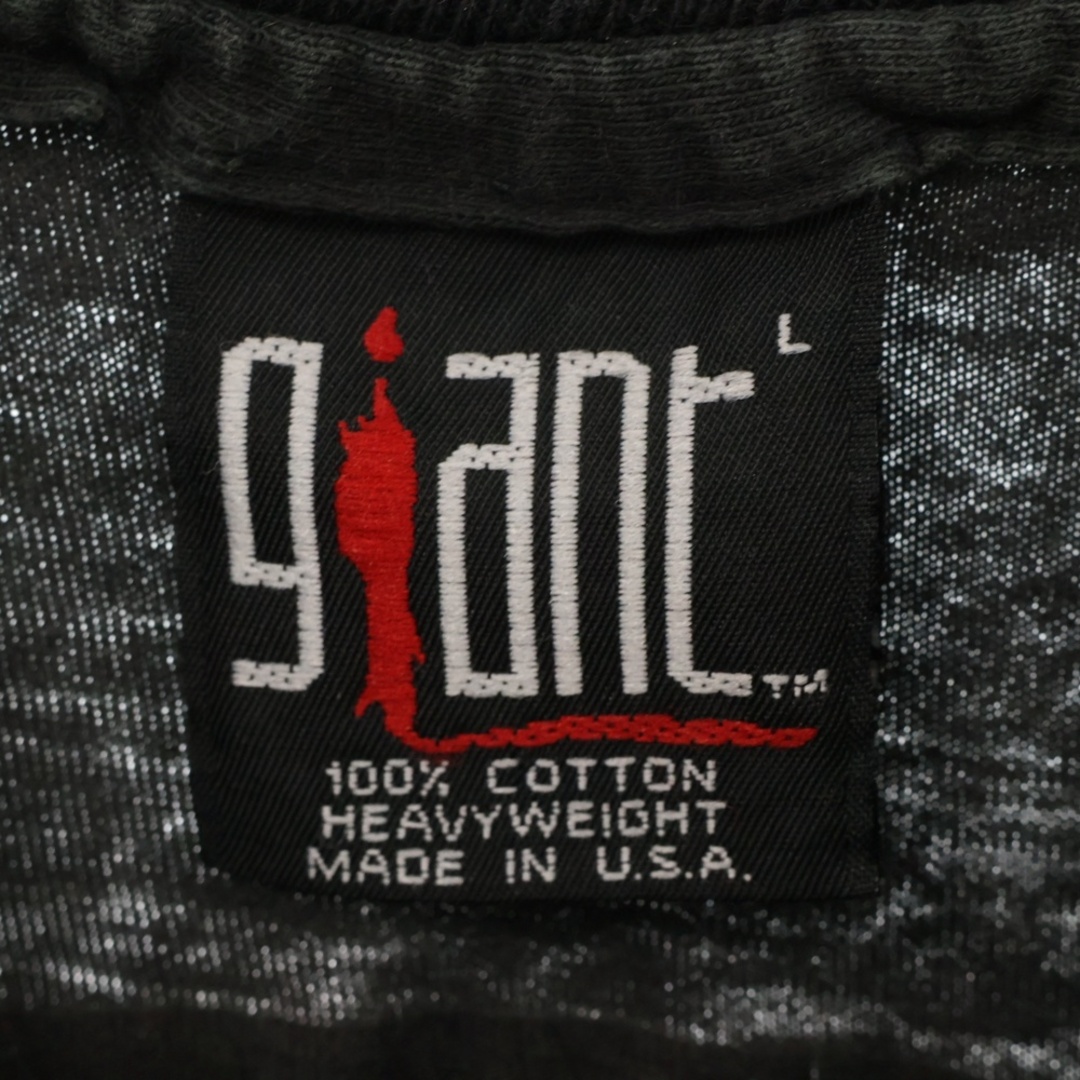 giant L
TM
100% COTTON
HEAVYWEIGHT
MADE IN U.S.A.